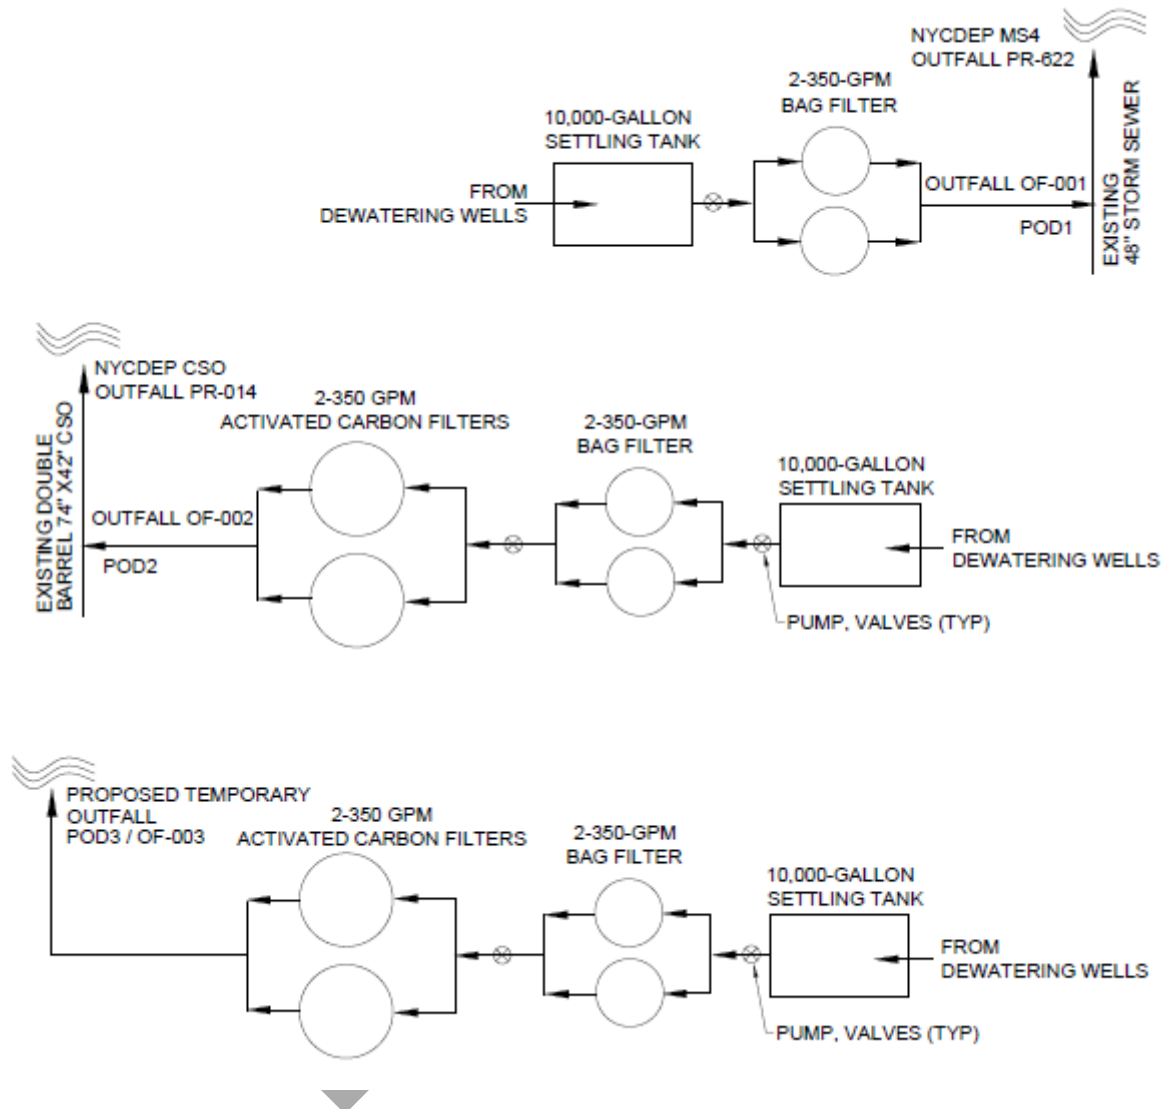 NYCDEP MS4
OUTFALL PR-622
2-350-GPM
BAG FILTER
10,000-GALLON
SETTLING TANK
FROM
DEWATERING WELLS
OUTFALL OF-001
POD1
EXISTING
48" STORM SEWER
NYCDEP CSO
OUTFALL PR-014
2-350 GPM
ACTIVATED CARBON FILTERS
2-350-GPM
BAG FILTER
10,000-GALLON
SETTLING TANK
EXISTING DOUBLE
BARREL 74" X42' CSO
OUTFALL OF-002
POD2
FROM
DEWATERING WELLS
PUMP, VALVES (TYP)
PROPOSED TEMPORARY
OUTFALL
POD3 / OF-003
2-350 GPM
ACTIVATED CARBON FILTERS
2-350-GPM
BAG FILTER
10,000-GALLON
SETTLING TANK
FROM
DEWATERING WELLS
PUMP, VALVES (TYP)